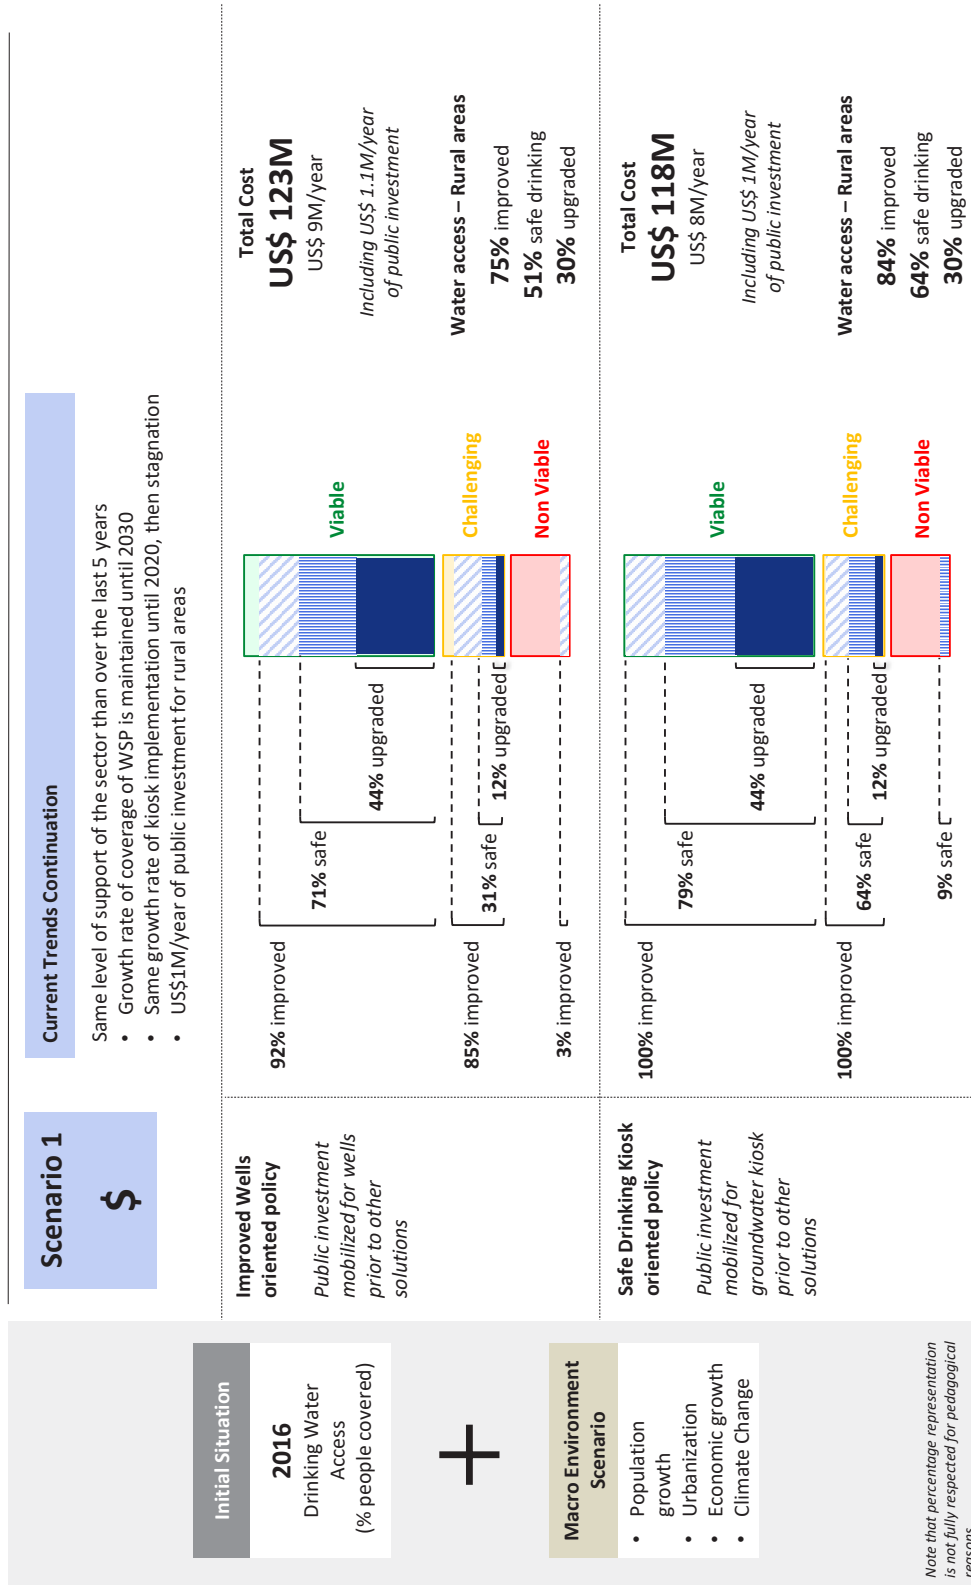 Scenario 1
$
Current Trends Continuation
Same level of support of the sector than over the last 5 years
• Growth rate of coverage of WSP is maintained until 2030
• Same growth rate of kiosk implementation until 2020, then stagnation
• US$1M/year of public investment for rural areas
Initial Situation
2016
Drinking Water
Access
(% people covered)
+
Macro Environment
Scenario
• Population
growth
• Urbanization
• Economic growth
• Climate Change
Note that percentage representation
is not fully respected for pedagogical
reasons
Improved Wells
oriented policy
Public investment
mobilized for wells
prior to other
solutions
92% improved
71% safe
44% upgraded
Viable
85% improved
31% safe
12% upgraded
Challenging
3% improved
Non Viable
Total Cost
US$ 123M
US$ 9M/year
Including US$ 1.1M/year
of public investment
Water access – Rural areas
75% improved
51% safe drinking
30% upgraded
Safe Drinking Kiosk
oriented policy
Public investment
mobilized for
groundwater kiosk
prior to other
solutions
100% improved
79% safe
44% upgraded
Viable
100% improved
64% safe
12% upgraded
Challenging
9% safe
Non Viable
Total Cost
US$ 118M
US$ 8M/year
Including US$ 1M/year
of public investment
Water access – Rural areas
84% improved
64% safe drinking
30% upgraded